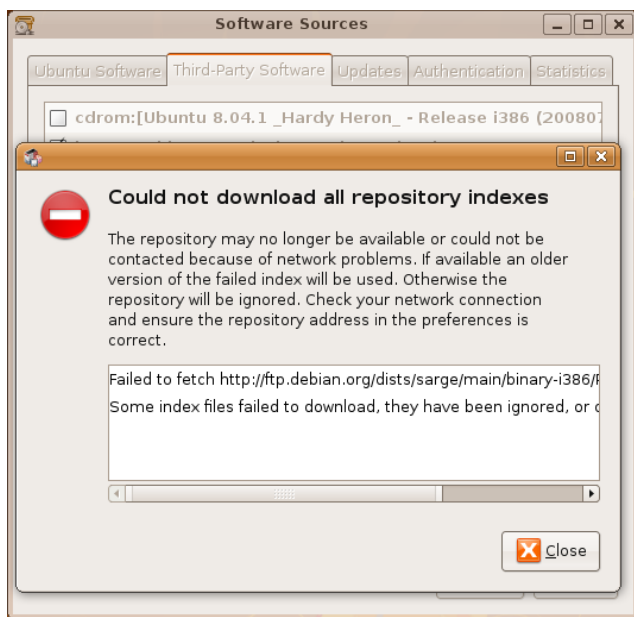 Software Sources
Ubuntu Software Third-Party Software Updates Authentication Statistics
cdrom:[Ubuntu 8.04.1 _Hardy Heron_ - Release i386 (200807
Could not download all repository indexes
The repository may no longer be available or could not be
contacted because of network problems. If available an older
version of the failed index will be used. Otherwise the
repository will be ignored. Check your network connection
and ensure the repository address in the preferences is
correct.
Failed to fetch http://ftp.debian.org/dists/sarge/main/binary-i386/
Some index files failed to download, they have been ignored, or
Close